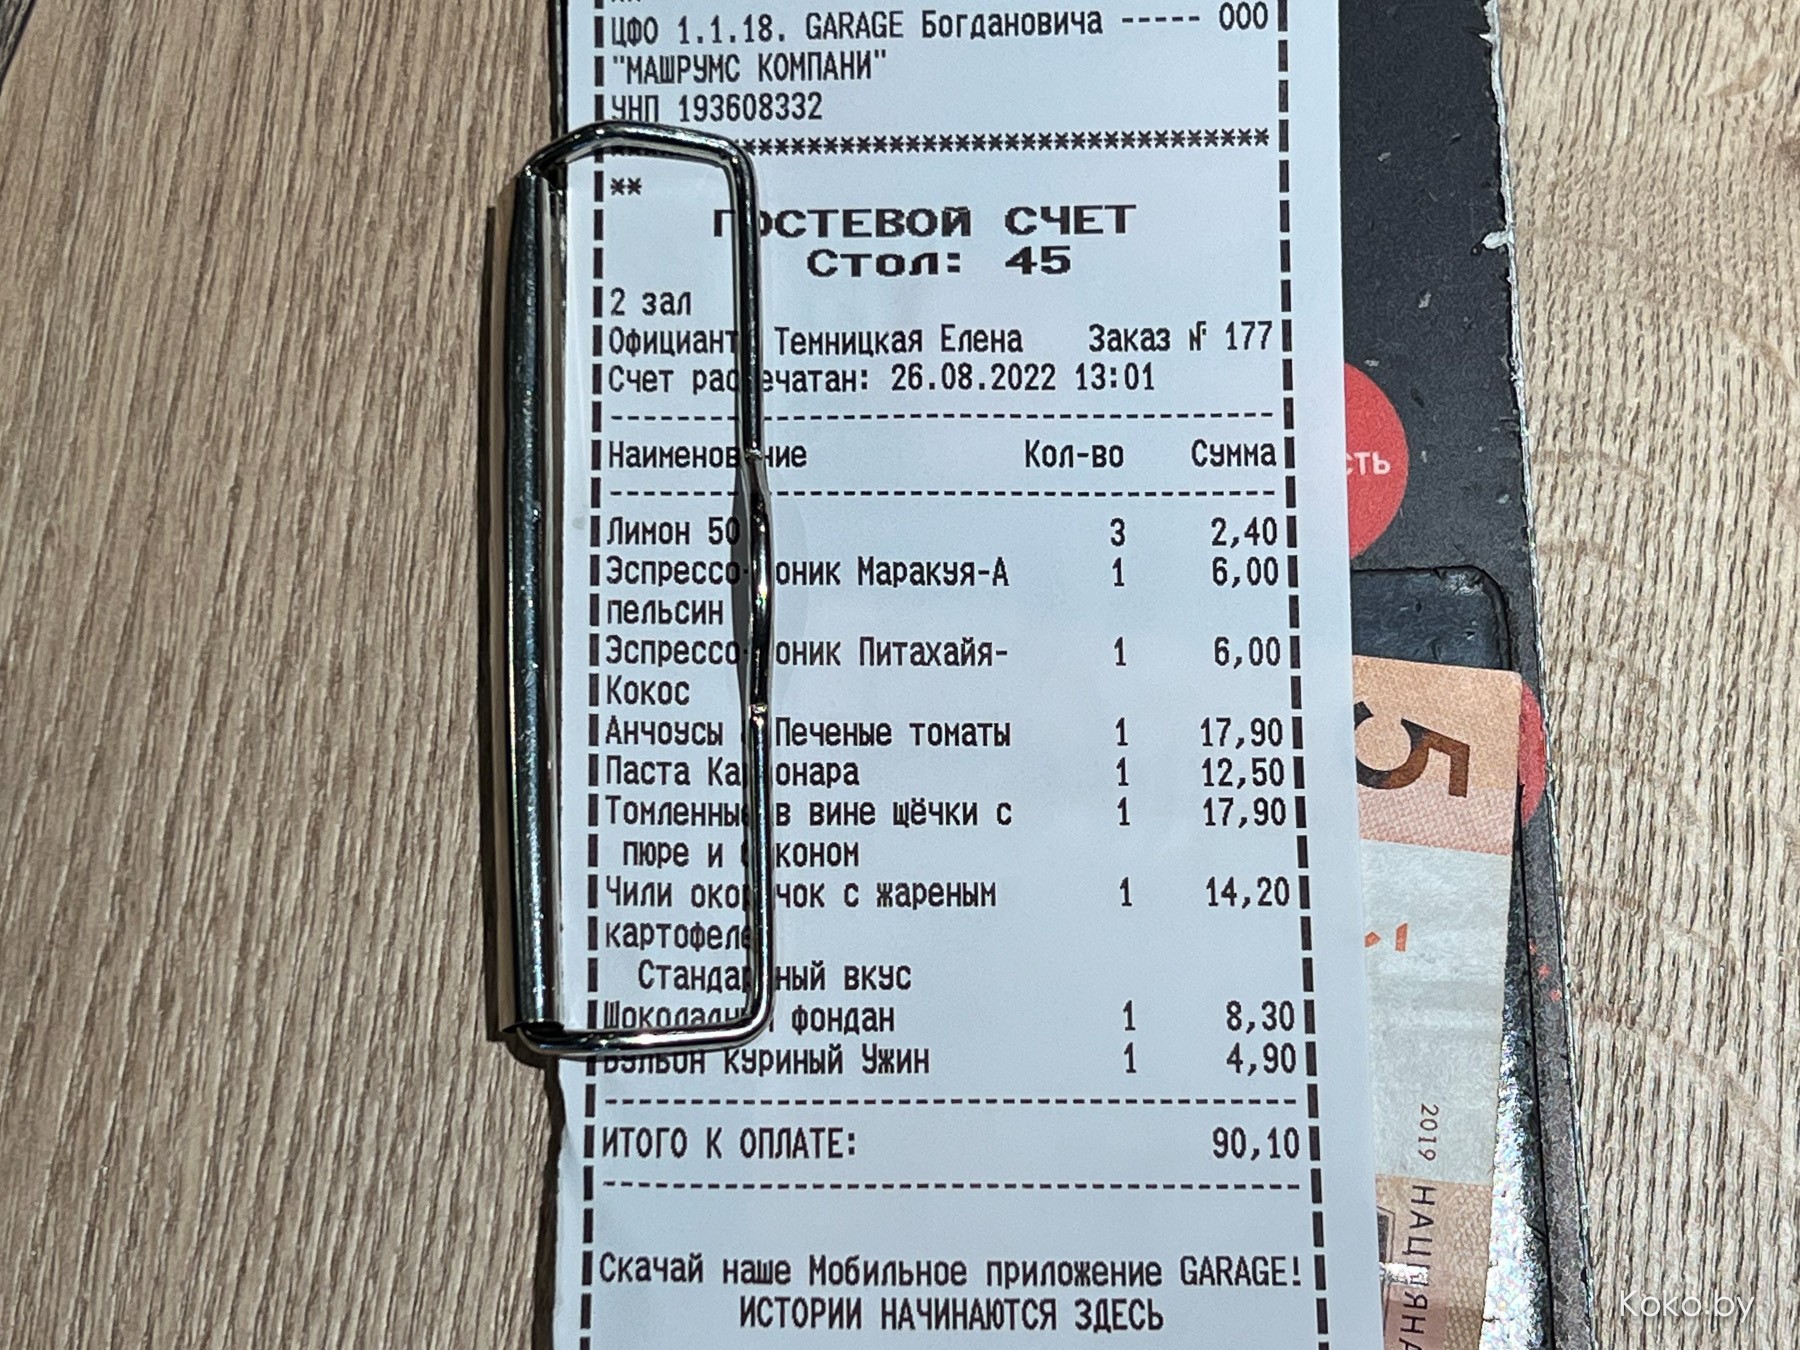 **
ЦФО 1.1.18. GARAGE Богдановича ----- ООО
"МАШРУМС КОМПАНИ"
УНП 193608332
*********************************
**
ГОСТЕВОЙ СЧЕТ
Стол: 45
2 зал
Официант: Темницкая Елена Заказ № 177
Счет распечатан: 26.08.2022 13:01
Наименование Кол-во Сумма
Лимон 50 3 2,40
Эспрессо-тоник Маракуя-А 1 6,00
пельсин
Эспрессо-тоник Питахайя- 1 6,00
Кокос
Анчоусы Печеные томаты 1 17,90
Паста Карбонара 1 12,50
Томленные в вине щёчки с 1 17,90
пюре и беконом
Чили окорочок с жареным 1 14,20
картофелем
Стандартный вкус
Шоколадный фондан 1 8,30
Бульон куриный Ужин 1 4,90
ИТОГО К ОПЛАТЕ: 90,10
Скачай наше Мобильное приложение GARAGE!
ИСТОРИИ НАЧИНАЮТСЯ ЗДЕСЬ
сть
5
2019
НАЦЫЯНА
Koko.by